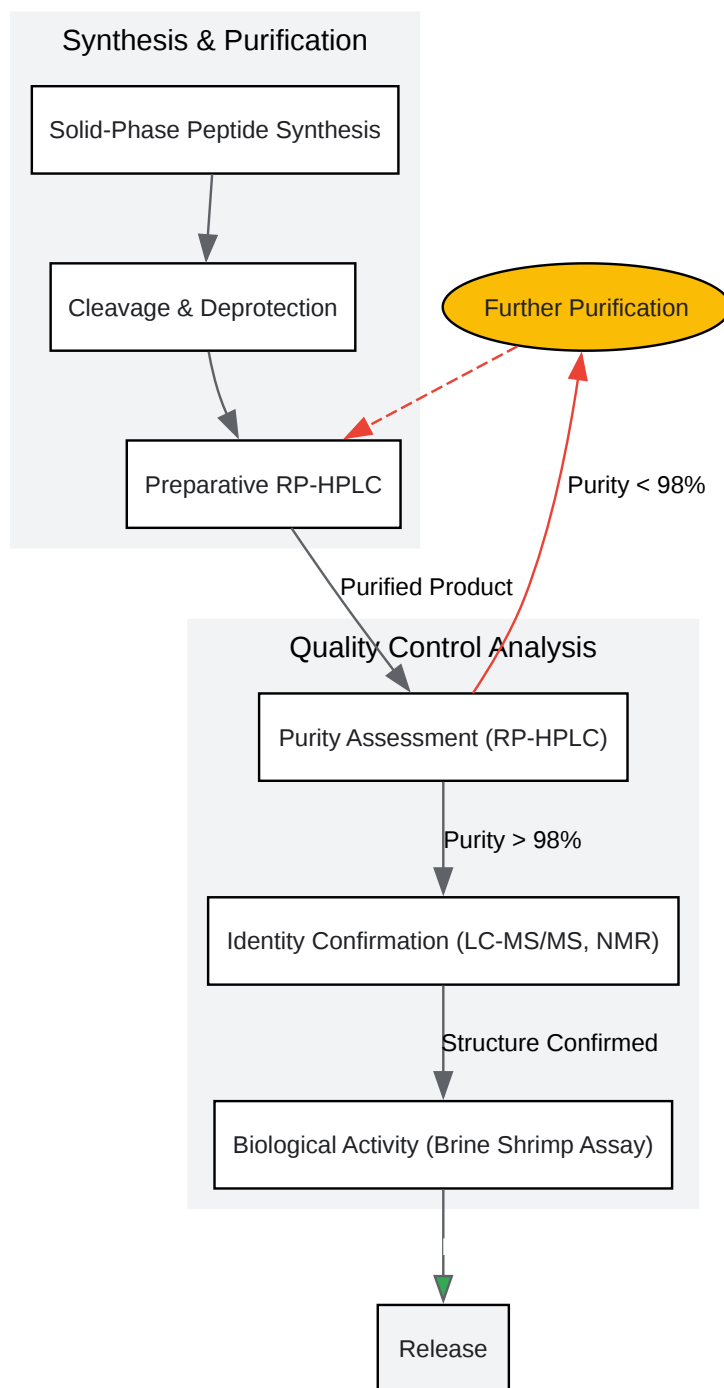 Synthesis & Purification
Solid-Phase Peptide Synthesis
Cleavage & Deprotection
Further Purification
Preparative RP-HPLC
Purity < 98%
Purified Product
Quality Control Analysis
Purity Assessment (RP-HPLC)
Purity > 98%
Identity Confirmation (LC-MS/MS, NMR)
Structure Confirmed
Biological Activity (Brine Shrimp Assay)
Release